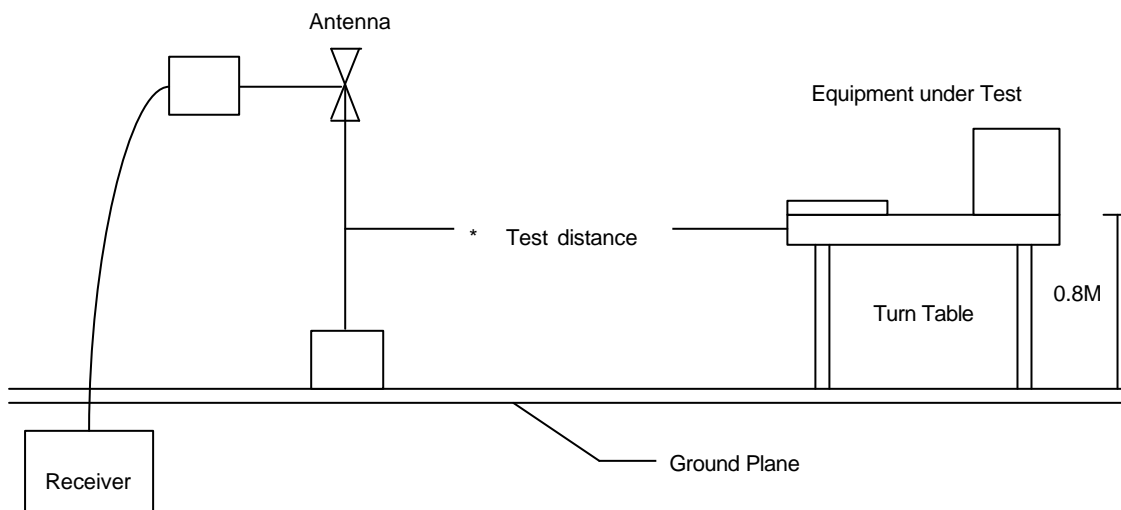 Antenna
Equipment under Test
* Test distance
0.8M
Turn Table
Ground Plane
Receiver